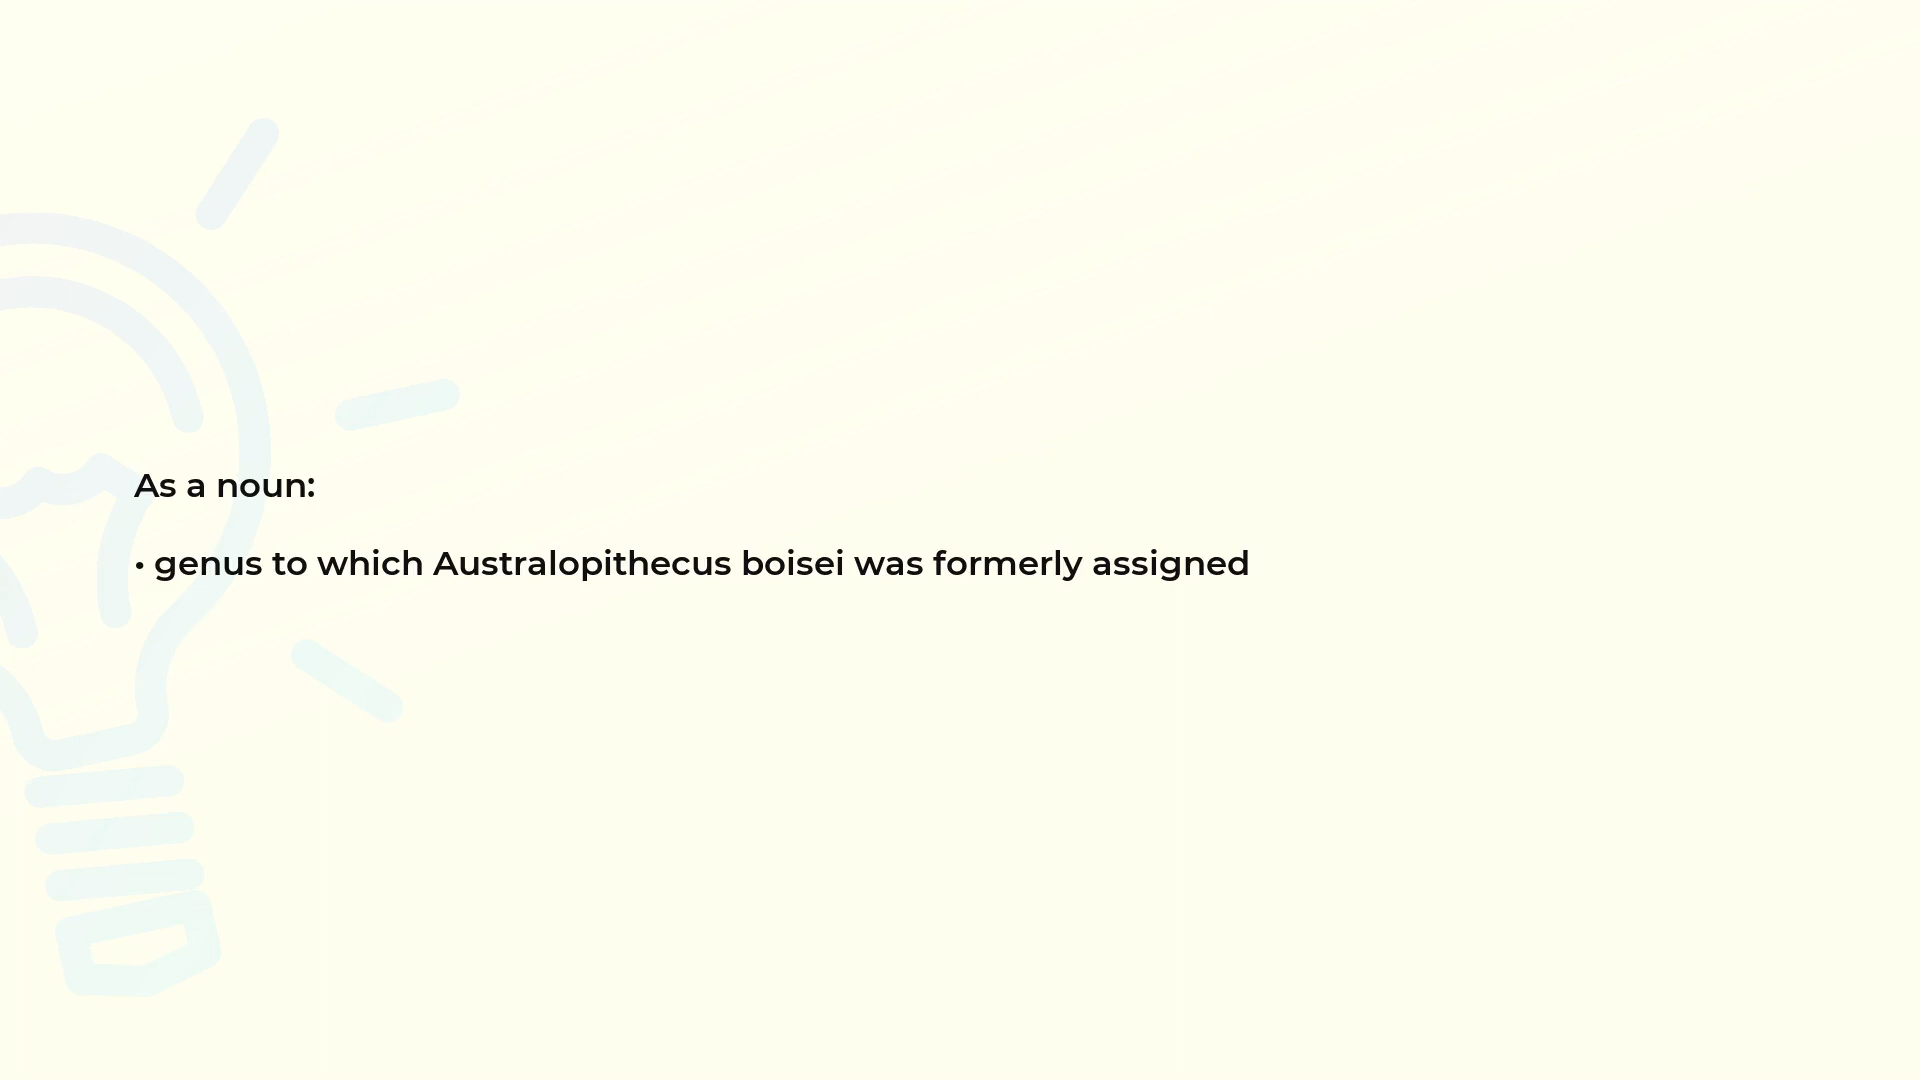 As a noun:
• genus to which Australopithecus boisei was formerly assigned